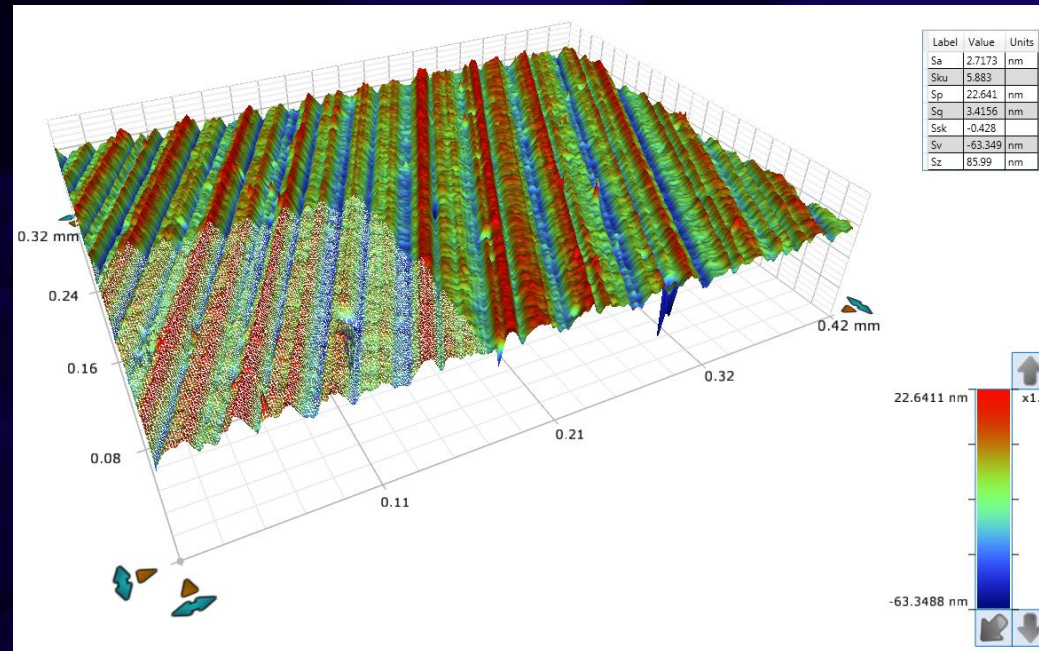 Label Value Units
Sa 2.7173 nm
Sku 5.883
Sp 22.641 nm
Sq 3.4156 nm
Ssk -0.428
Sv -63.349 nm
Sz 85.99 nm
0.32 mm
0.24
0.16
0.08
0.11
0.21
0.32
0.42 mm
22.6411 nm
x1.
-63.3488 nm